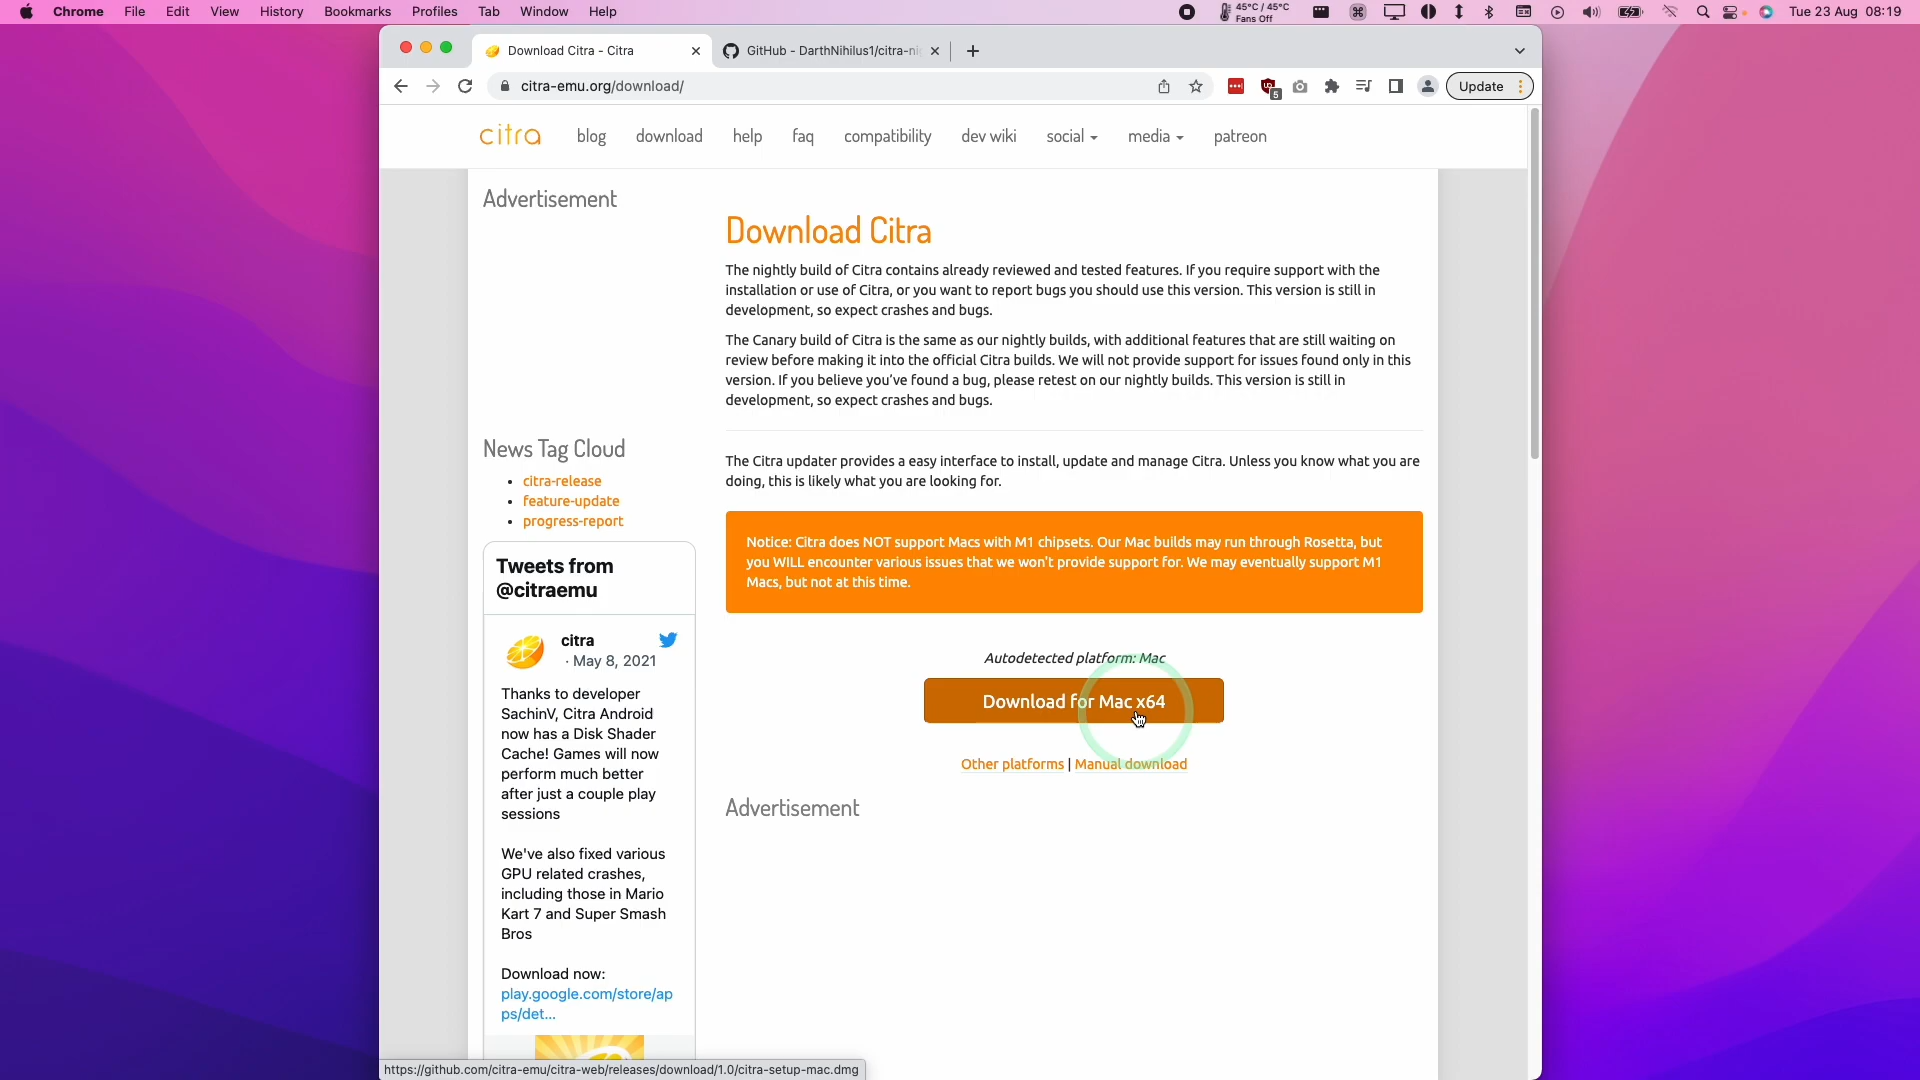 Chrome File Edit View History Bookmarks Profiles Tab Window Help
45°C / 45°C
Fans Off
Tue 23 Aug 08:19
Download Citra - Citra
GitHub - DarthNihilus1/citra-ni
citra-emu.org/download/
5
Update
citra blog download help faq compatibility dev wiki social media patreon
Advertisement
Download Citra
The nightly build of Citra contains already reviewed and tested features. If you require support with the
installation or use of Citra, or you want to report bugs you should use this version. This version is still in
development, so expect crashes and bugs.
The Canary build of Citra is the same as our nightly builds, with additional features that are still waiting on
review before making it into the official Citra builds. We will not provide support for issues found only in this
version. If you believe you've found a bug, please retest on our nightly builds. This version is still in
development, so expect crashes and bugs.
The Citra updater provides a easy interface to install, update and manage Citra. Unless you know what you are
doing, this is likely what you are looking for.
Notice: Citra does NOT support Macs with M1 chipsets. Our Mac builds may run through Rosetta, but
you WILL encounter various issues that we won't provide support for. We may eventually support M1
Macs, but not at this time.
Autodetected platform: Mac
Download for Mac x64
Other platforms | Manual download
Advertisement
News Tag Cloud
citra-release
feature-update
progress-report
Tweets from
@citraemu
citra
· May 8, 2021
Thanks to developer
SachinV, Citra Android
now has a Disk Shader
Cache! Games will now
perform much better
after just a couple play
sessions
We've also fixed various
GPU related crashes,
including those in Mario
Kart 7 and Super Smash
Bros
Download now:
play.google.com/store/ap
ps/det...
https://github.com/citra-emu/citra-web/releases/download/1.0/citra-setup-mac.dmg